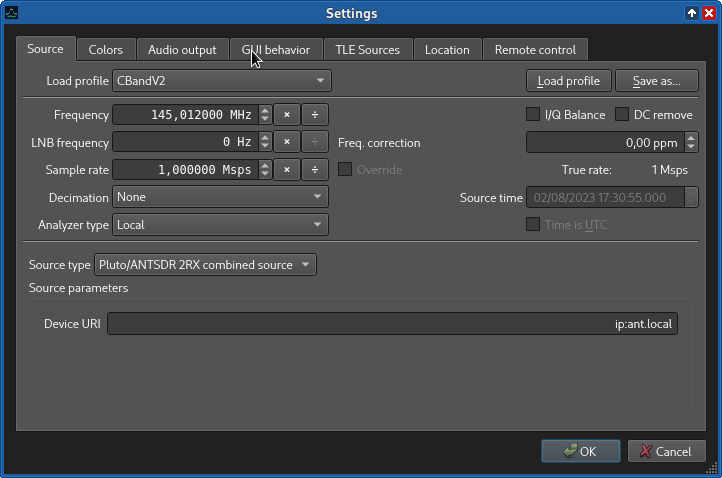 Settings
Source Colors Audio output GUI behavior TLE Sources Location Remote control
Load profile CBandV2 Load profile Save as...
Frequency 145,012000 MHz × ÷ I/Q Balance DC remove
LNB frequency 0 Hz × ÷ Freq. correction 0,00 ppm
Sample rate 1,000000 Msps × ÷ Override True rate: 1 Msps
Decimation None Source time 02/08/2023 17:30:55.000
Analyzer type Local Time is UTC
Source type Pluto/ANTSDR 2RX combined source
Source parameters
Device URI ip:ant.local
OK Cancel